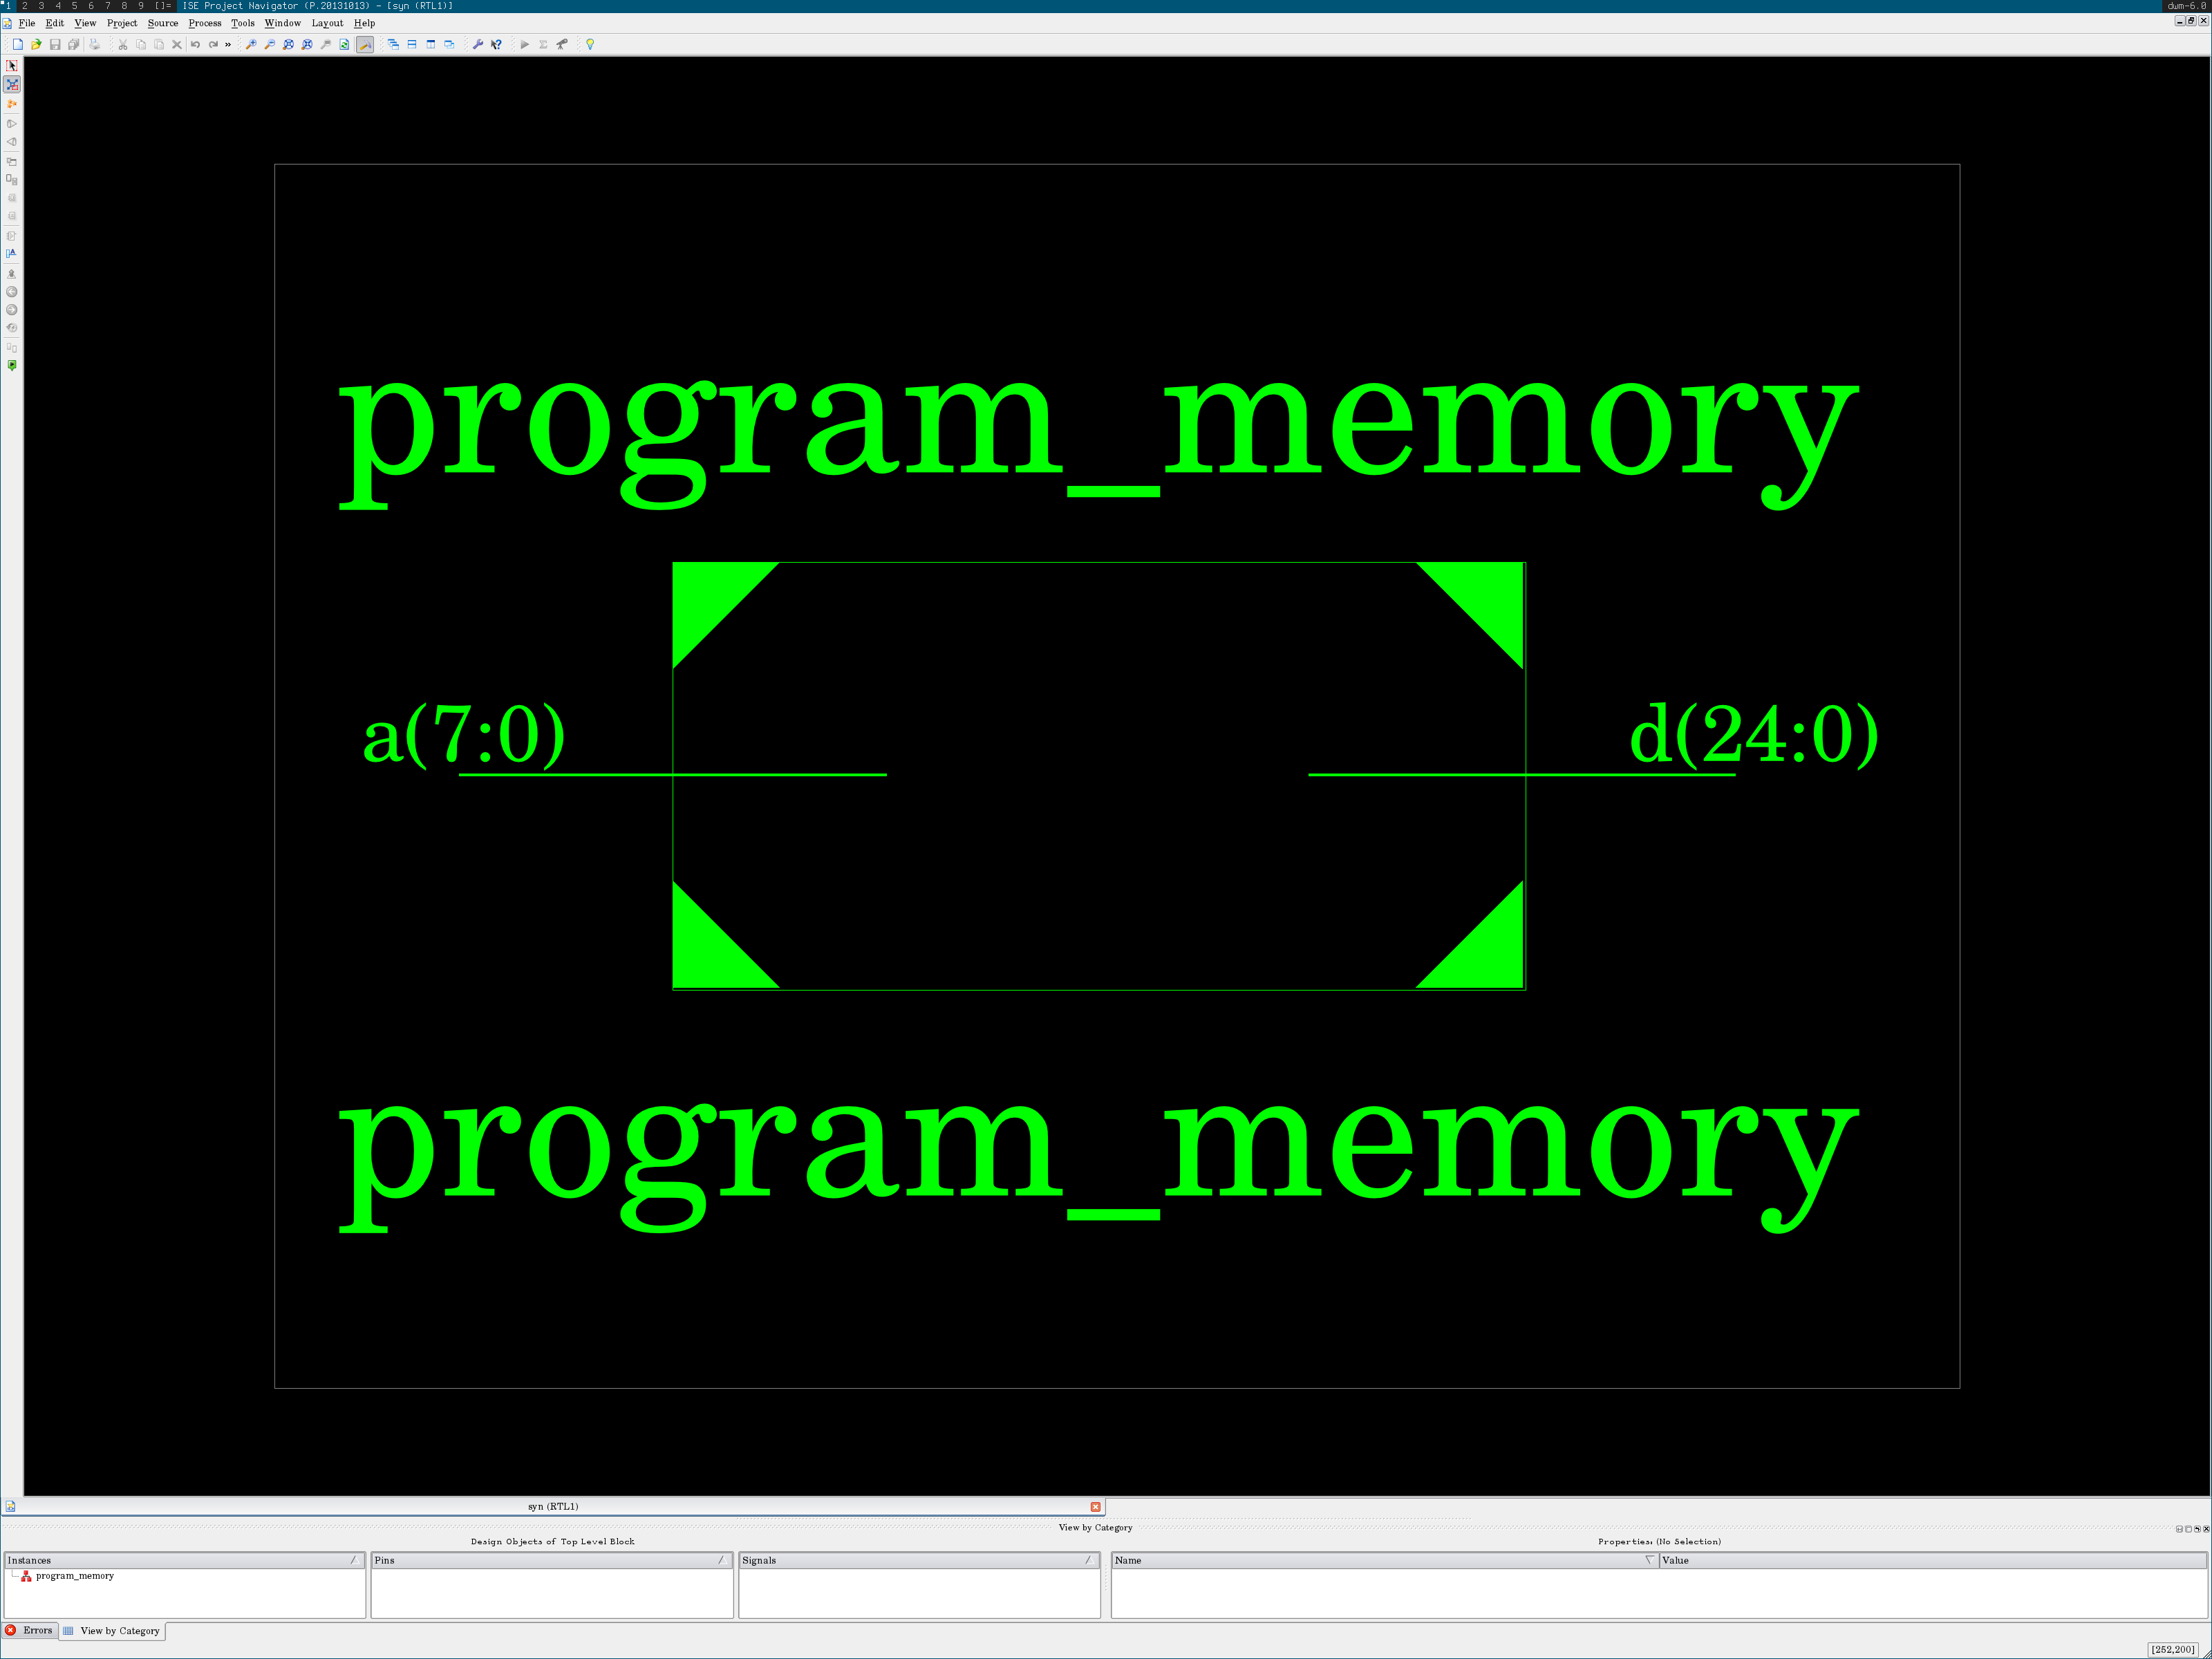 1 2 3 4 5 6 7 8 9 []= ISE Project Navigator (P.20131013) - [syn (RTL1)] dwm-6.0
File Edit View Project Source Process Tools Window Layout Help
program_memory
a(7:0) d(24:0)
program_memory
syn (RTL1)
View by Category
Design Objects of Top Level Block Properties: (No Selection)
Instances Pins Signals Name Value
program_memory
Errors View by Category
[252,200]